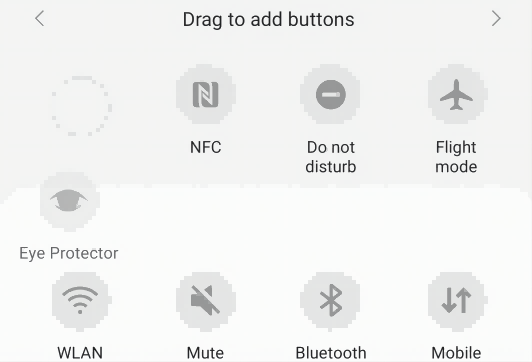 Drag to add buttons
NFC
Do not
disturb
Flight
mode
Eye Protector
WLAN
Mute
Bluetooth
Mobile